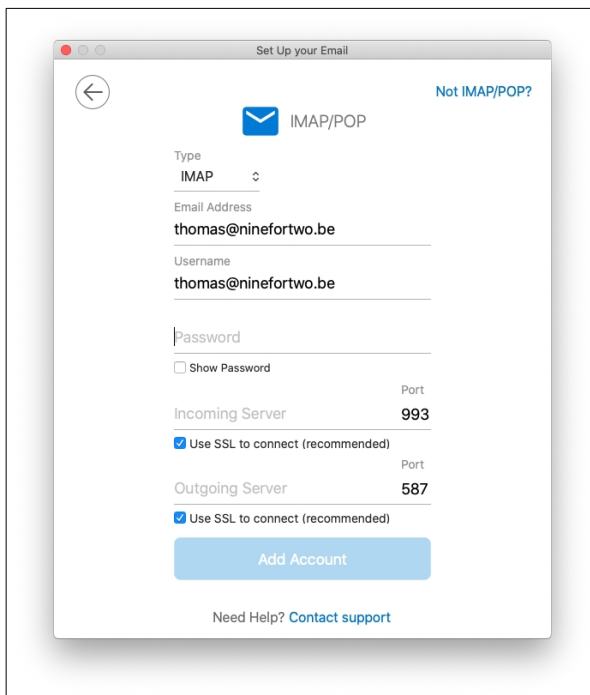 Set Up your Email
Not IMAP/POP?
IMAP/POP
Type
IMAP
Email Address
thomas@ninefortwo.be
Username
thomas@ninefortwo.be
Password
Show Password
Port
Incoming Server 993
Use SSL to connect (recommended)
Port
Outgoing Server 587
Use SSL to connect (recommended)
Add Account
Need Help? Contact support